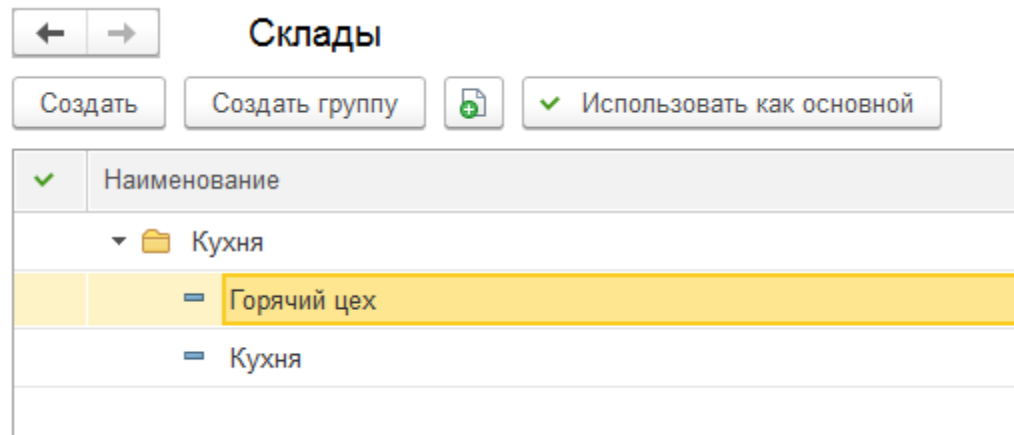 Склады
Создать Создать группу Использовать как основной
Наименование
Кухня
Горячий цех
Кухня